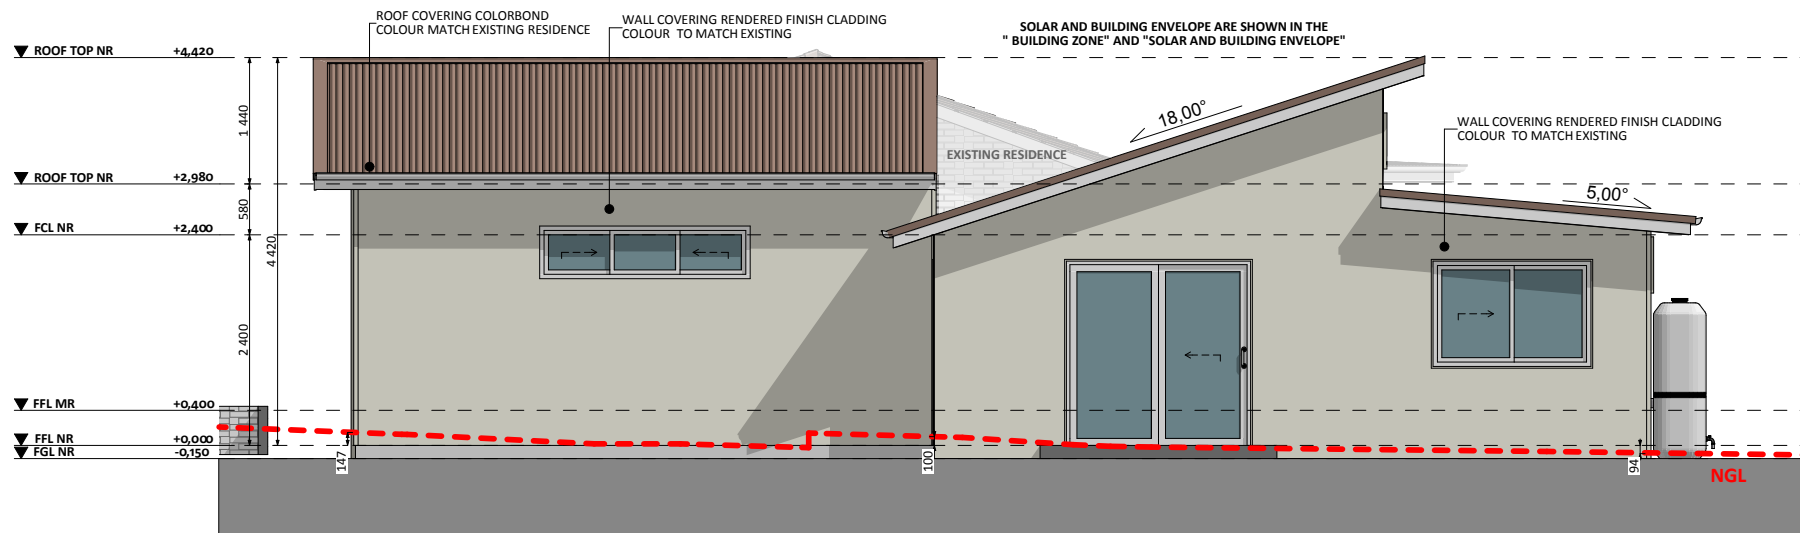 ROOF COVERING COLORBOND
COLOUR MATCH EXISTING RESIDENCE
WALL COVERING RENDERED FINISH CLADDING
COLOUR TO MATCH EXISTING
SOLAR AND BUILDING ENVELOPE ARE SHOWN IN THE
" BUILDING ZONE" AND "SOLAR AND BUILDING ENVELOPE"
ROOF TOP NR +4,420
1 440
18,00°
WALL COVERING RENDERED FINISH CLADDING
COLOUR TO MATCH EXISTING
EXISTING RESIDENCE
ROOF TOP NR +2,980
580
5,00°
FCL NR +2,400
4 420
2 400
FFL MR +0,400
FFL NR +0,000
FGL NR -0,150
147
100
94
NGL